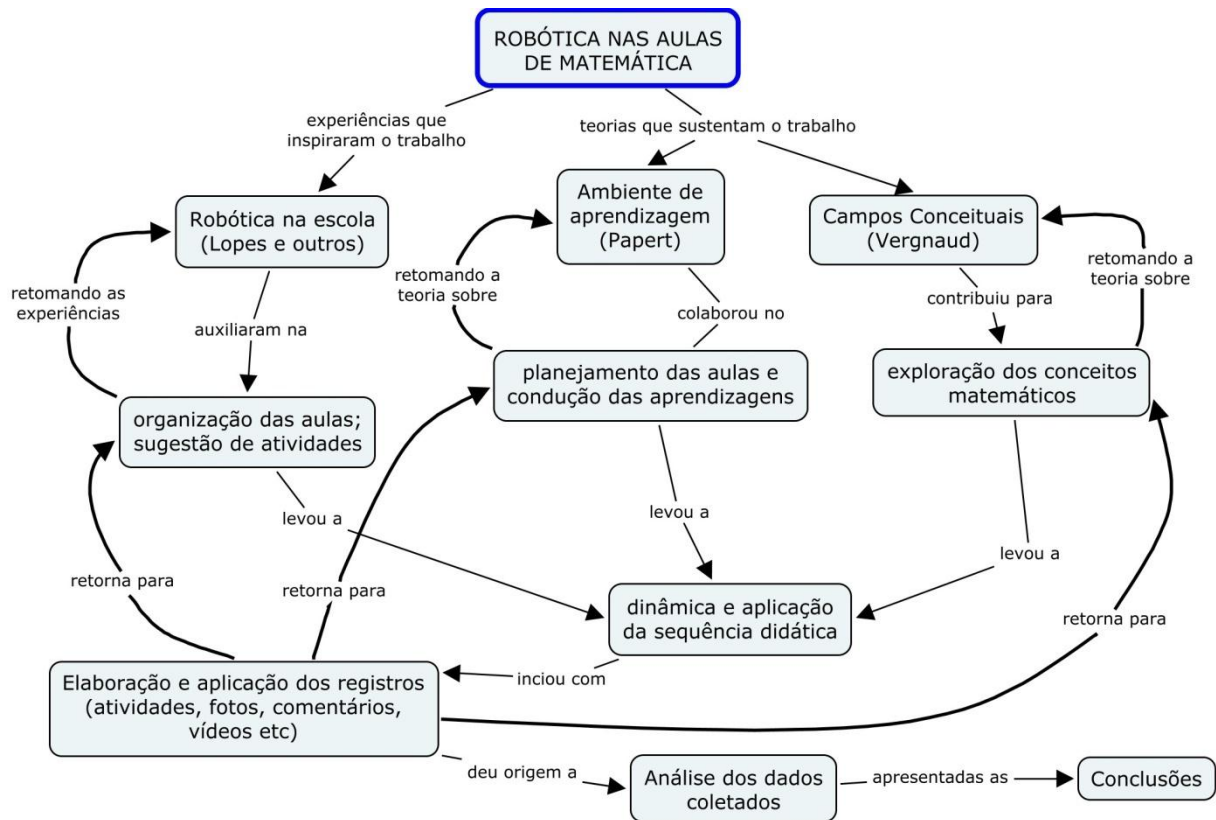 ROBÓTICA NAS AULAS
DE MATEMÁTICA
experiências que
inspiraram o trabalho
teorias que sustentam o trabalho
Robótica na escola
(Lopes e outros)
Ambiente de
aprendizagem
(Papert)
Campos Conceituais
(Vergnaud)
retomando as
experiências
auxiliaram na
retomando a
teoria sobre
colaborou no
contribuiu para
retomando a
teoria sobre
organização das aulas;
sugestão de atividades
planejamento das aulas e
condução das aprendizagens
exploração dos conceitos
matemáticos
levou a
levou a
levou a
retorna para
retorna para
retorna para
dinâmica e aplicação
da sequência didática
inciou com
Elaboração e aplicação dos registros
(atividades, fotos, comentários,
vídeos etc)
deu origem a
Análise dos dados
coletados
apresentadas as
Conclusões